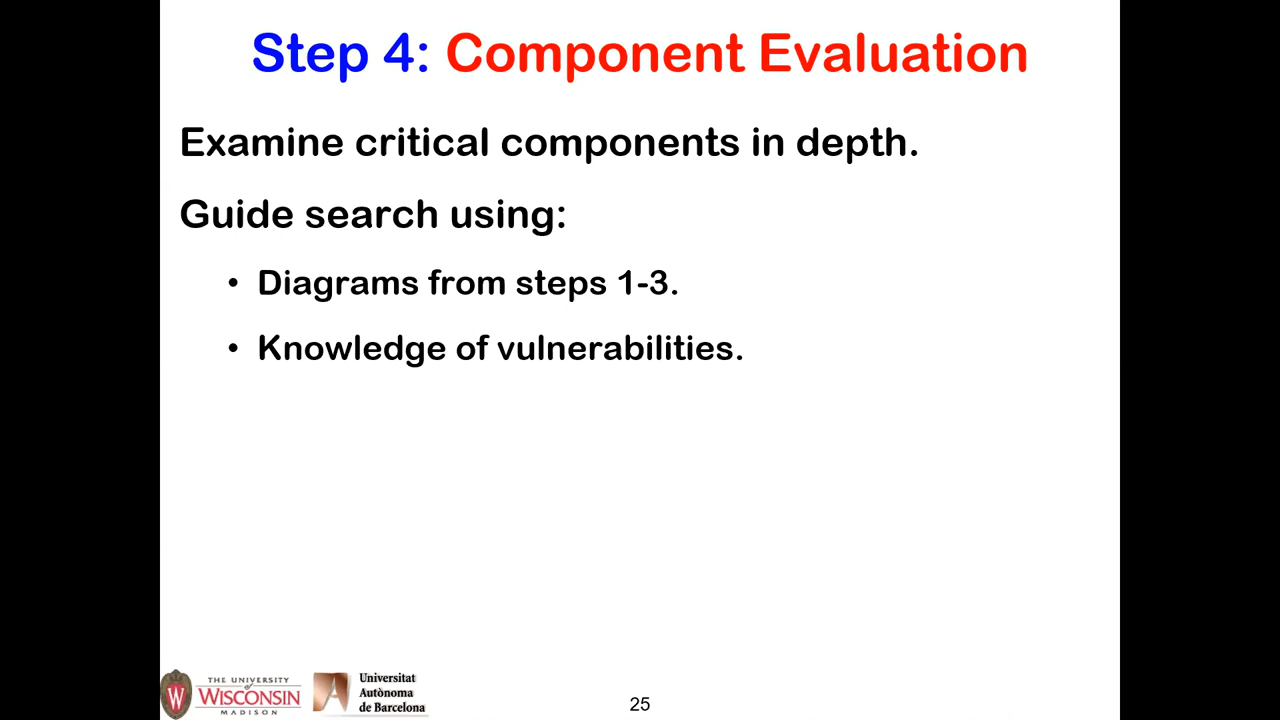 Step 4: Component Evaluation
Examine critical components in depth.
Guide search using:
• Diagrams from steps 1-3.
• Knowledge of vulnerabilities.
THE UNIVERSITY
of
WISCONSIN
MADISON
W
Universitat
Autònoma
de Barcelona
25